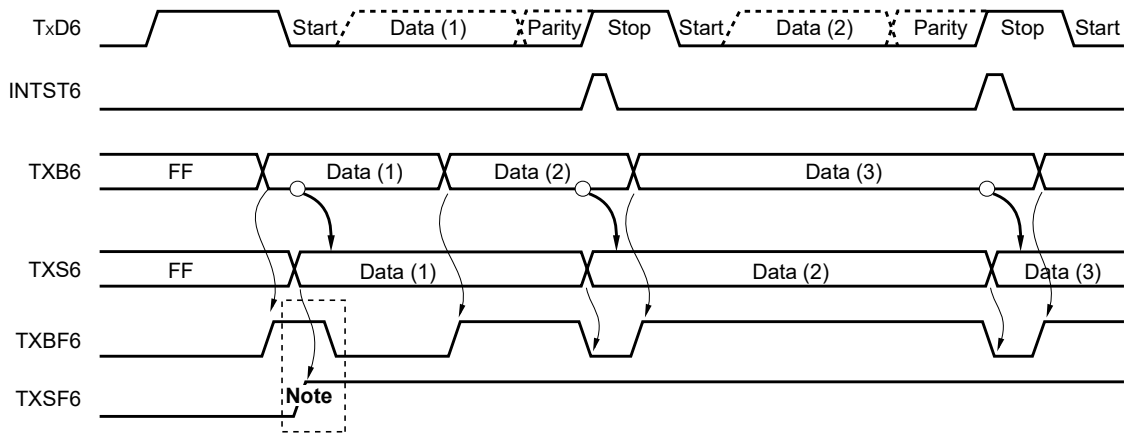 TxD6 Start Data (1) Parity Stop Start Data (2) Parity Stop Start
INTST6
TXB6 FF Data (1) Data (2) Data (3)
TXS6 FF Data (1) Data (2) Data (3)
TXBF6
TXSF6 Note